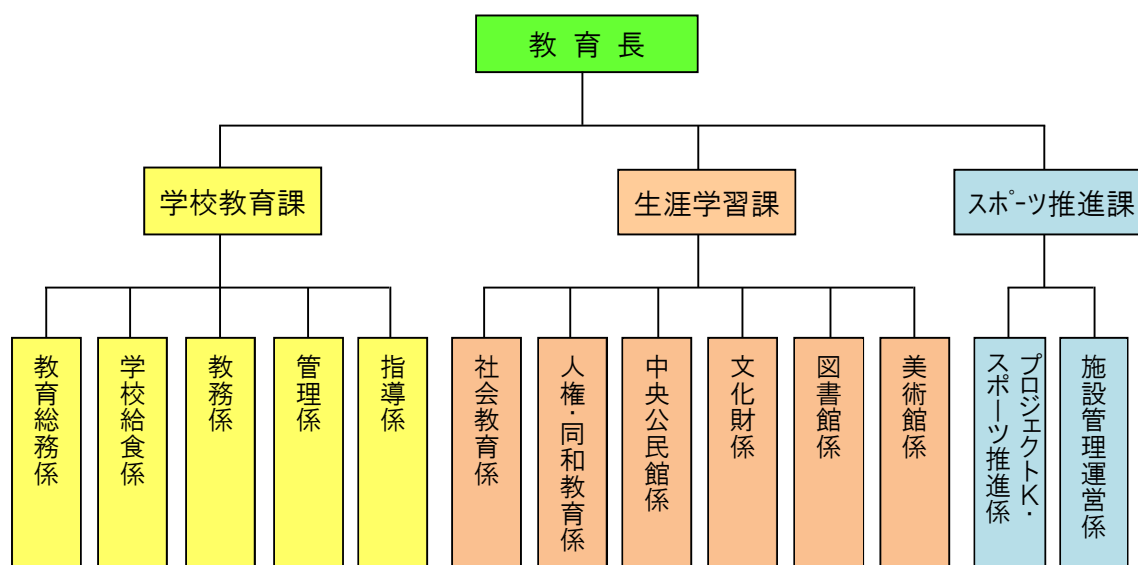 教 育 長
学校教育課
生涯学習課
スポーツ推進課
教育総務係
学校給食係
教務係
管理係
指導係
社会教育係
人権・同和教育係
中央公民館係
文化財係
図書館係
美術館係
プロジェクトK・
スポーツ推進係
施設管理運営係